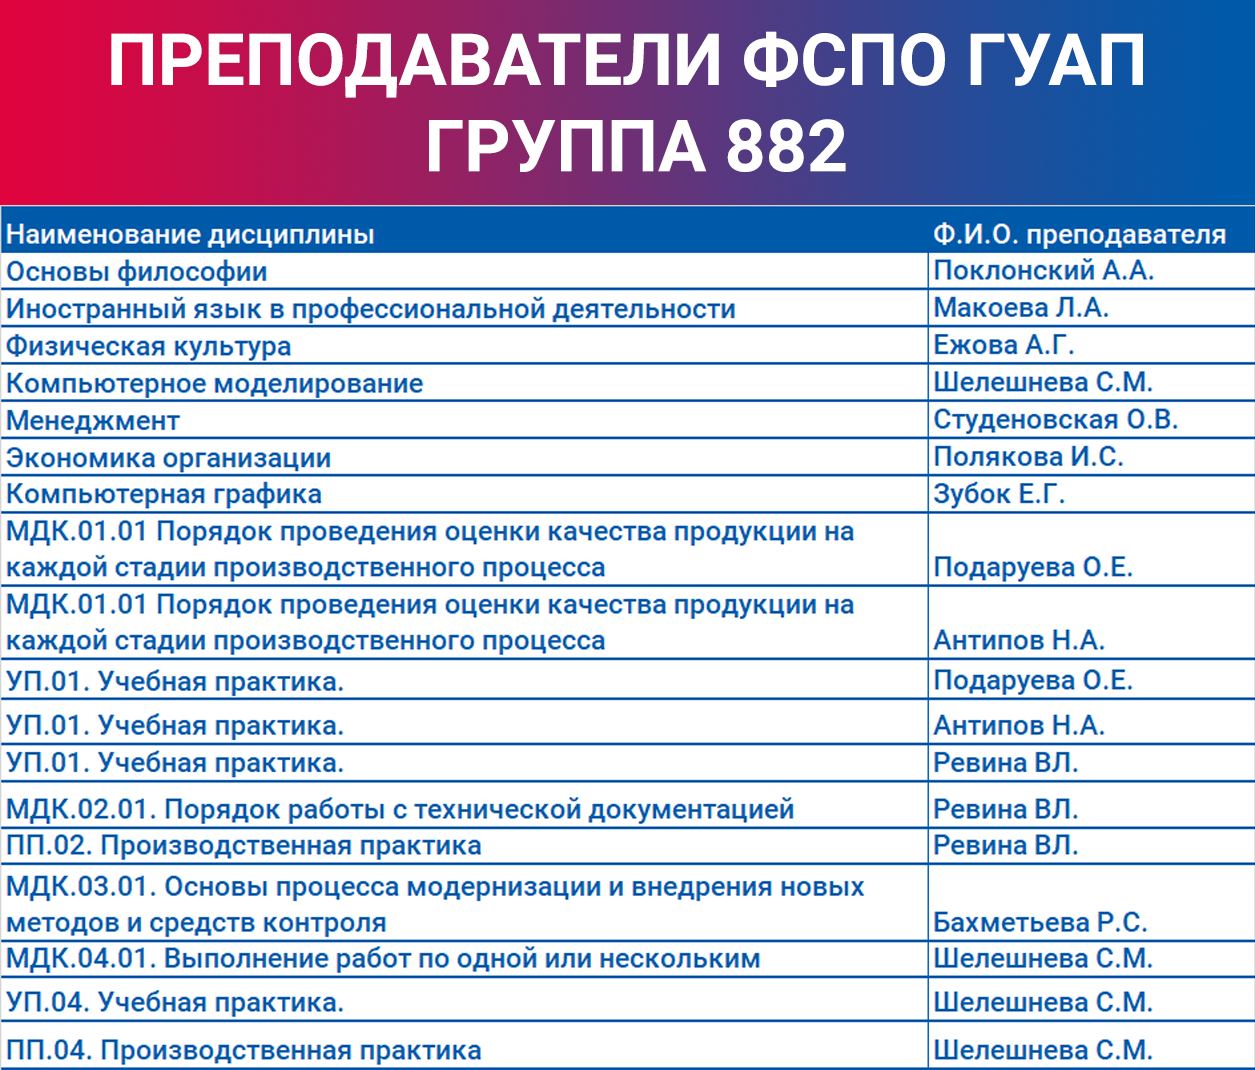 ПРЕПОДАВАТЕЛИ ФСПО ГУАП
ГРУППА 882
Наименование дисциплины Ф.И.О. преподавателя
Основы философии Поклонский А.А.
Иностранный язык в профессиональной деятельности Макоева Л.А.
Физическая культура Ежова А.Г.
Компьютерное моделирование Шелешнева С.М.
Менеджмент Студеновская О.В.
Экономика организации Полякова И.С.
Компьютерная графика Зубок Е.Г.
МДК.01.01 Порядок проведения оценки качества продукции на
каждой стадии производственного процесса Подаруева О.Е.
МДК.01.01 Порядок проведения оценки качества продукции на
каждой стадии производственного процесса Антипов Н.А.
УП.01. Учебная практика. Подаруева О.Е.
УП.01. Учебная практика. Антипов Н.А.
УП.01. Учебная практика. Ревина ВЛ.
МДК.02.01. Порядок работы с технической документацией Ревина ВЛ.
ПП.02. Производственная практика Ревина ВЛ.
МДК.03.01. Основы процесса модернизации и внедрения новых
методов и средств контроля Бахметьева Р.С.
МДК.04.01. Выполнение работ по одной или нескольким Шелешнева С.М.
УП.04. Учебная практика. Шелешнева С.М.
ПП.04. Производственная практика Шелешнева С.М.